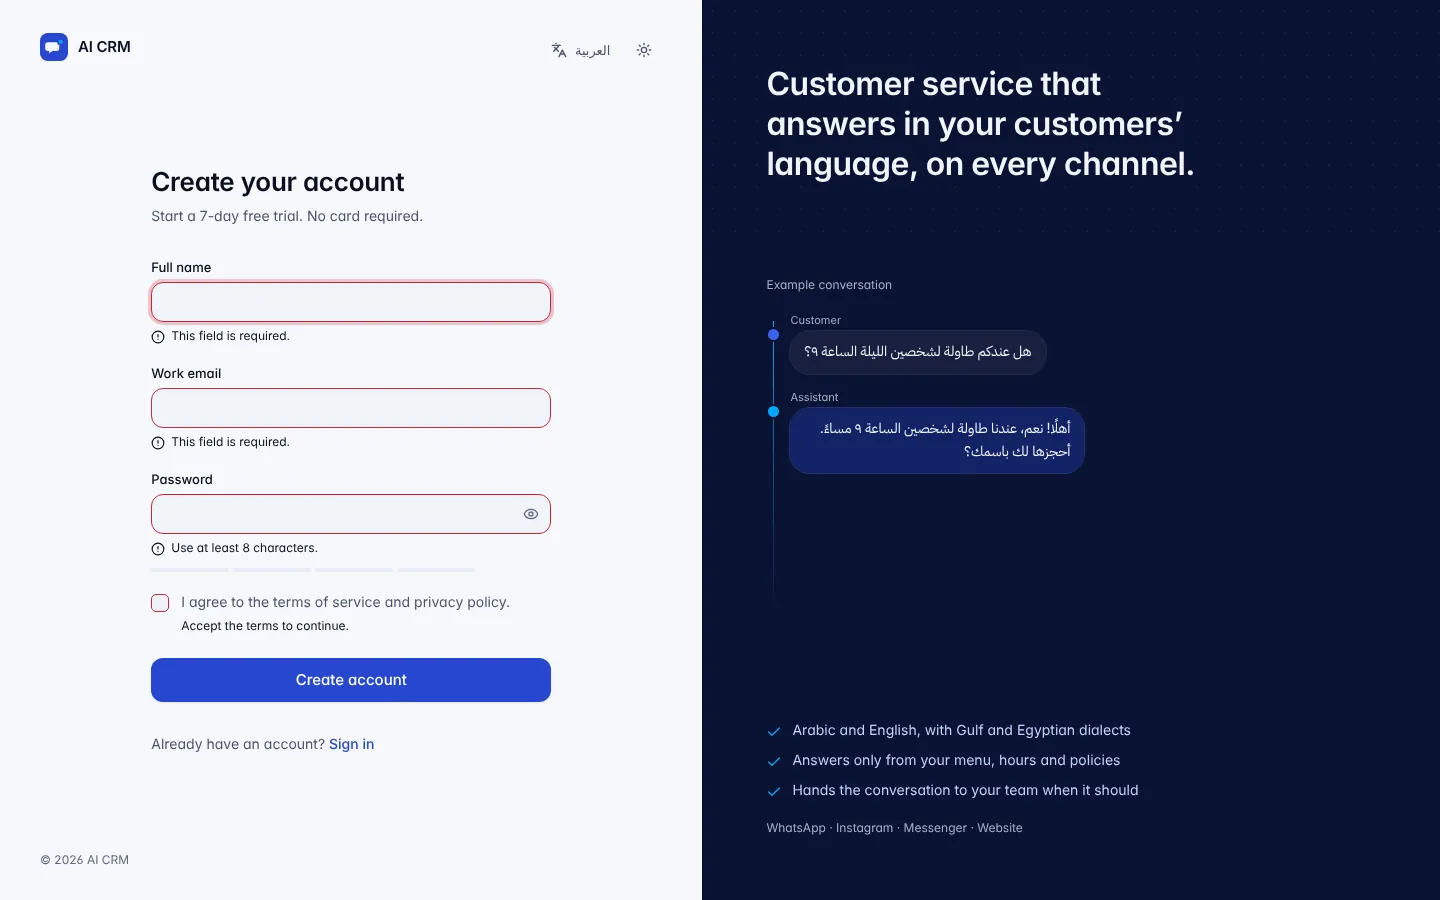 AI CRM
العربية
Create your account
Start a 7-day free trial. No card required.
Full name
This field is required.
Work email
This field is required.
Password
Use at least 8 characters.
I agree to the terms of service and privacy policy.
Accept the terms to continue.
Create account
Already have an account? Sign in
© 2026 AI CRM
Customer service that
answers in your customers’
language, on every channel.
Example conversation
Customer
هل عندكم طاولة لشخصين الليلة الساعة ٩؟
Assistant
أهلًا! نعم، عندنا طاولة لشخصين الساعة ٩ مساءً.
أحجزها لك باسمك؟
Arabic and English, with Gulf and Egyptian dialects
Answers only from your menu, hours and policies
Hands the conversation to your team when it should
WhatsApp · Instagram · Messenger · Website